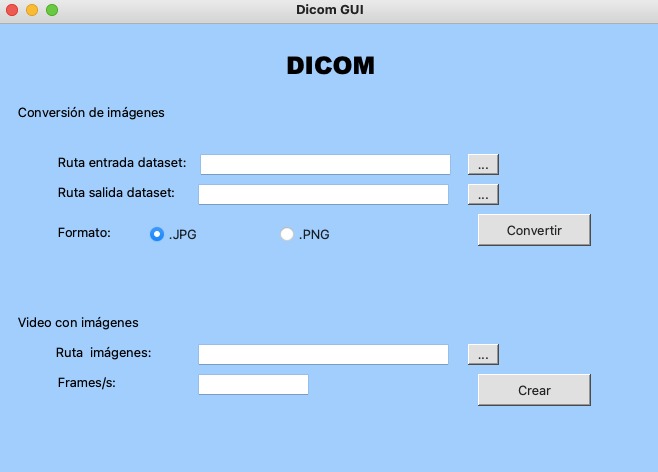 Dicom GUI
DICOM
Conversión de imágenes
Ruta entrada dataset: ...
Ruta salida dataset: ...
Formato: .JPG .PNG Convertir
Video con imágenes
Ruta imágenes: ...
Frames/s: Crear